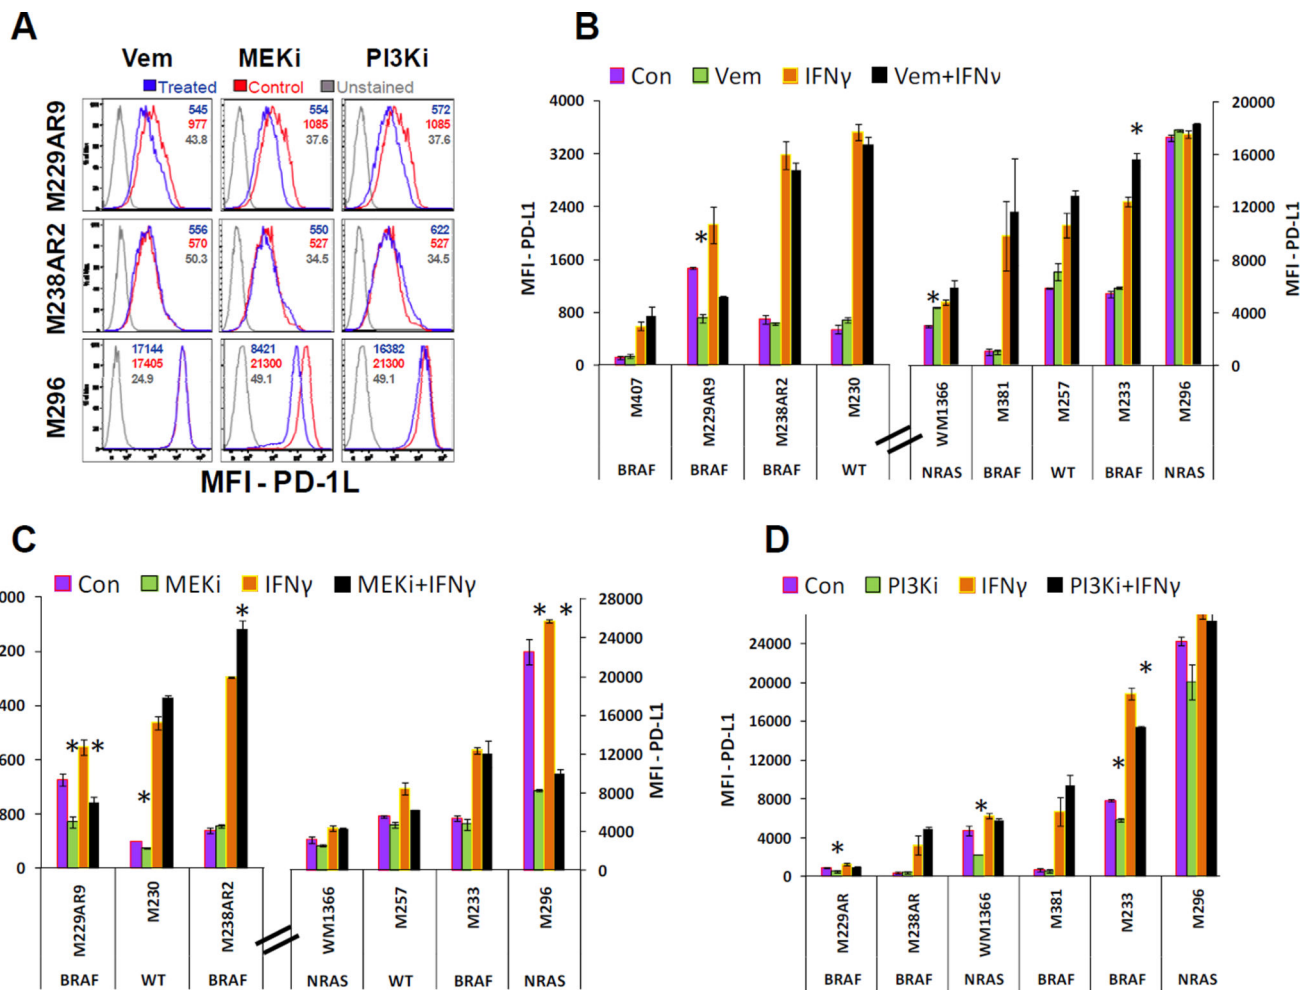 A
Vem MEKi PI3Ki
Treated Control Unstained
M229AR9
545
977
43.8
554
1085
37.6
572
1085
37.6
M238AR2
556
570
50.3
550
527
34.5
622
527
34.5
M296
17144
17405
24.9
8421
21300
49.1
16382
21300
49.1
MFI - PD-1L
B
Con Vem IFNγ Vem+IFNγ
MFI - PD-L1
4000
3200
2400
1600
800
0
20000
16000
12000
8000
4000
0
MFI - PD-L1
* * *
M407 M229AR9 M238AR2 M230 WM1366 M381 M257 M233 M296
BRAF BRAF BRAF WT NRAS BRAF WT BRAF NRAS
C
Con MEKi IFNγ MEKi+IFNγ
000
200
400
600
800
0
28000
24000
20000
16000
12000
8000
4000
0
MFI - PD-L1
* * * * * *
M229AR9 M230 M238AR2 WM1366 M257 M233 M296
BRAF WT BRAF NRAS WT BRAF NRAS
D
Con PI3Ki IFNγ PI3Ki+IFNγ
MFI - PD-L1
24000
20000
16000
12000
8000
4000
0
* * * *
M229AR M238AR WM1366 M381 M233 M296
BRAF BRAF NRAS BRAF BRAF NRAS